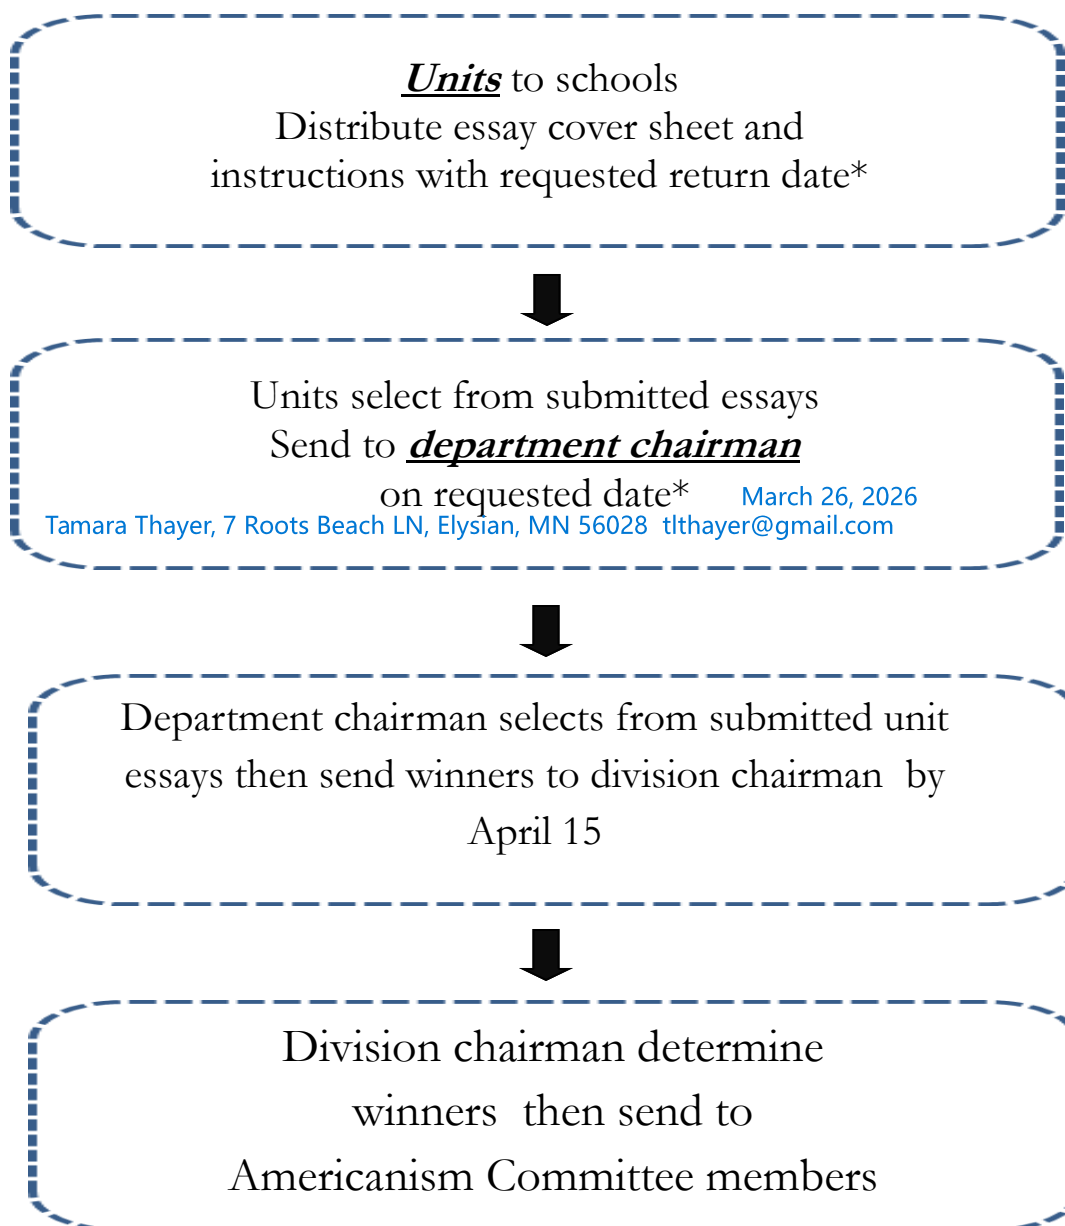 Units to schools
Distribute essay cover sheet and
instructions with requested return date*
Units select from submitted essays
Send to department chairman
on requested date* March 26, 2026
Tamara Thayer, 7 Roots Beach LN, Elysian, MN 56028 tlthayer@gmail.com
Department chairman selects from submitted unit
essays then send winners to division chairman by
April 15
Division chairman determine
winners then send to
Americanism Committee members